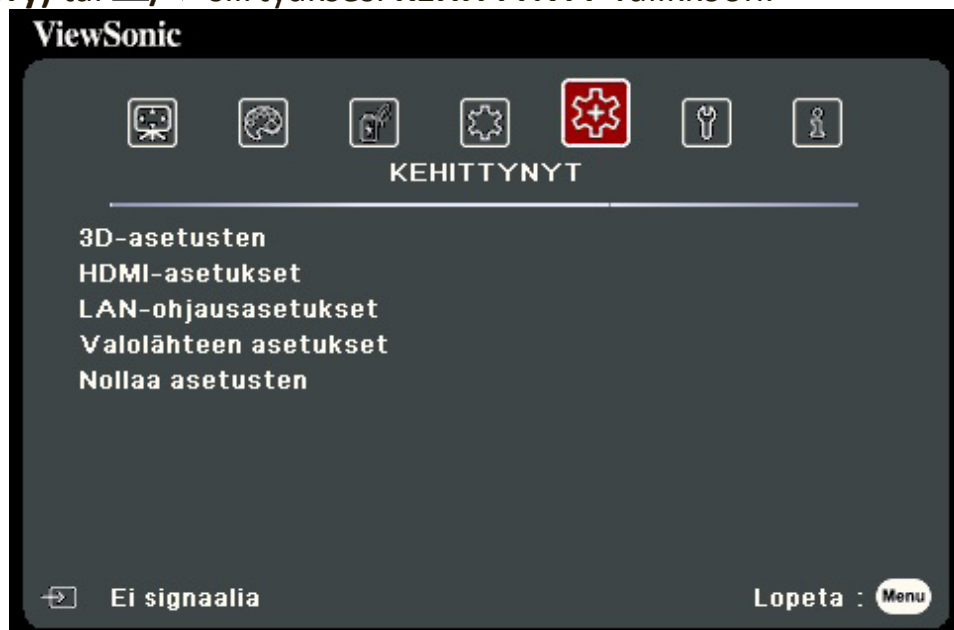 ViewSonic
KEHITTYNYT
3D-asetusten
HDMI-asetukset
LAN-ohjausasetukset
Valolähteen asetukset
Nollaa asetusten
Ei signaalia
Lopeta : Menu